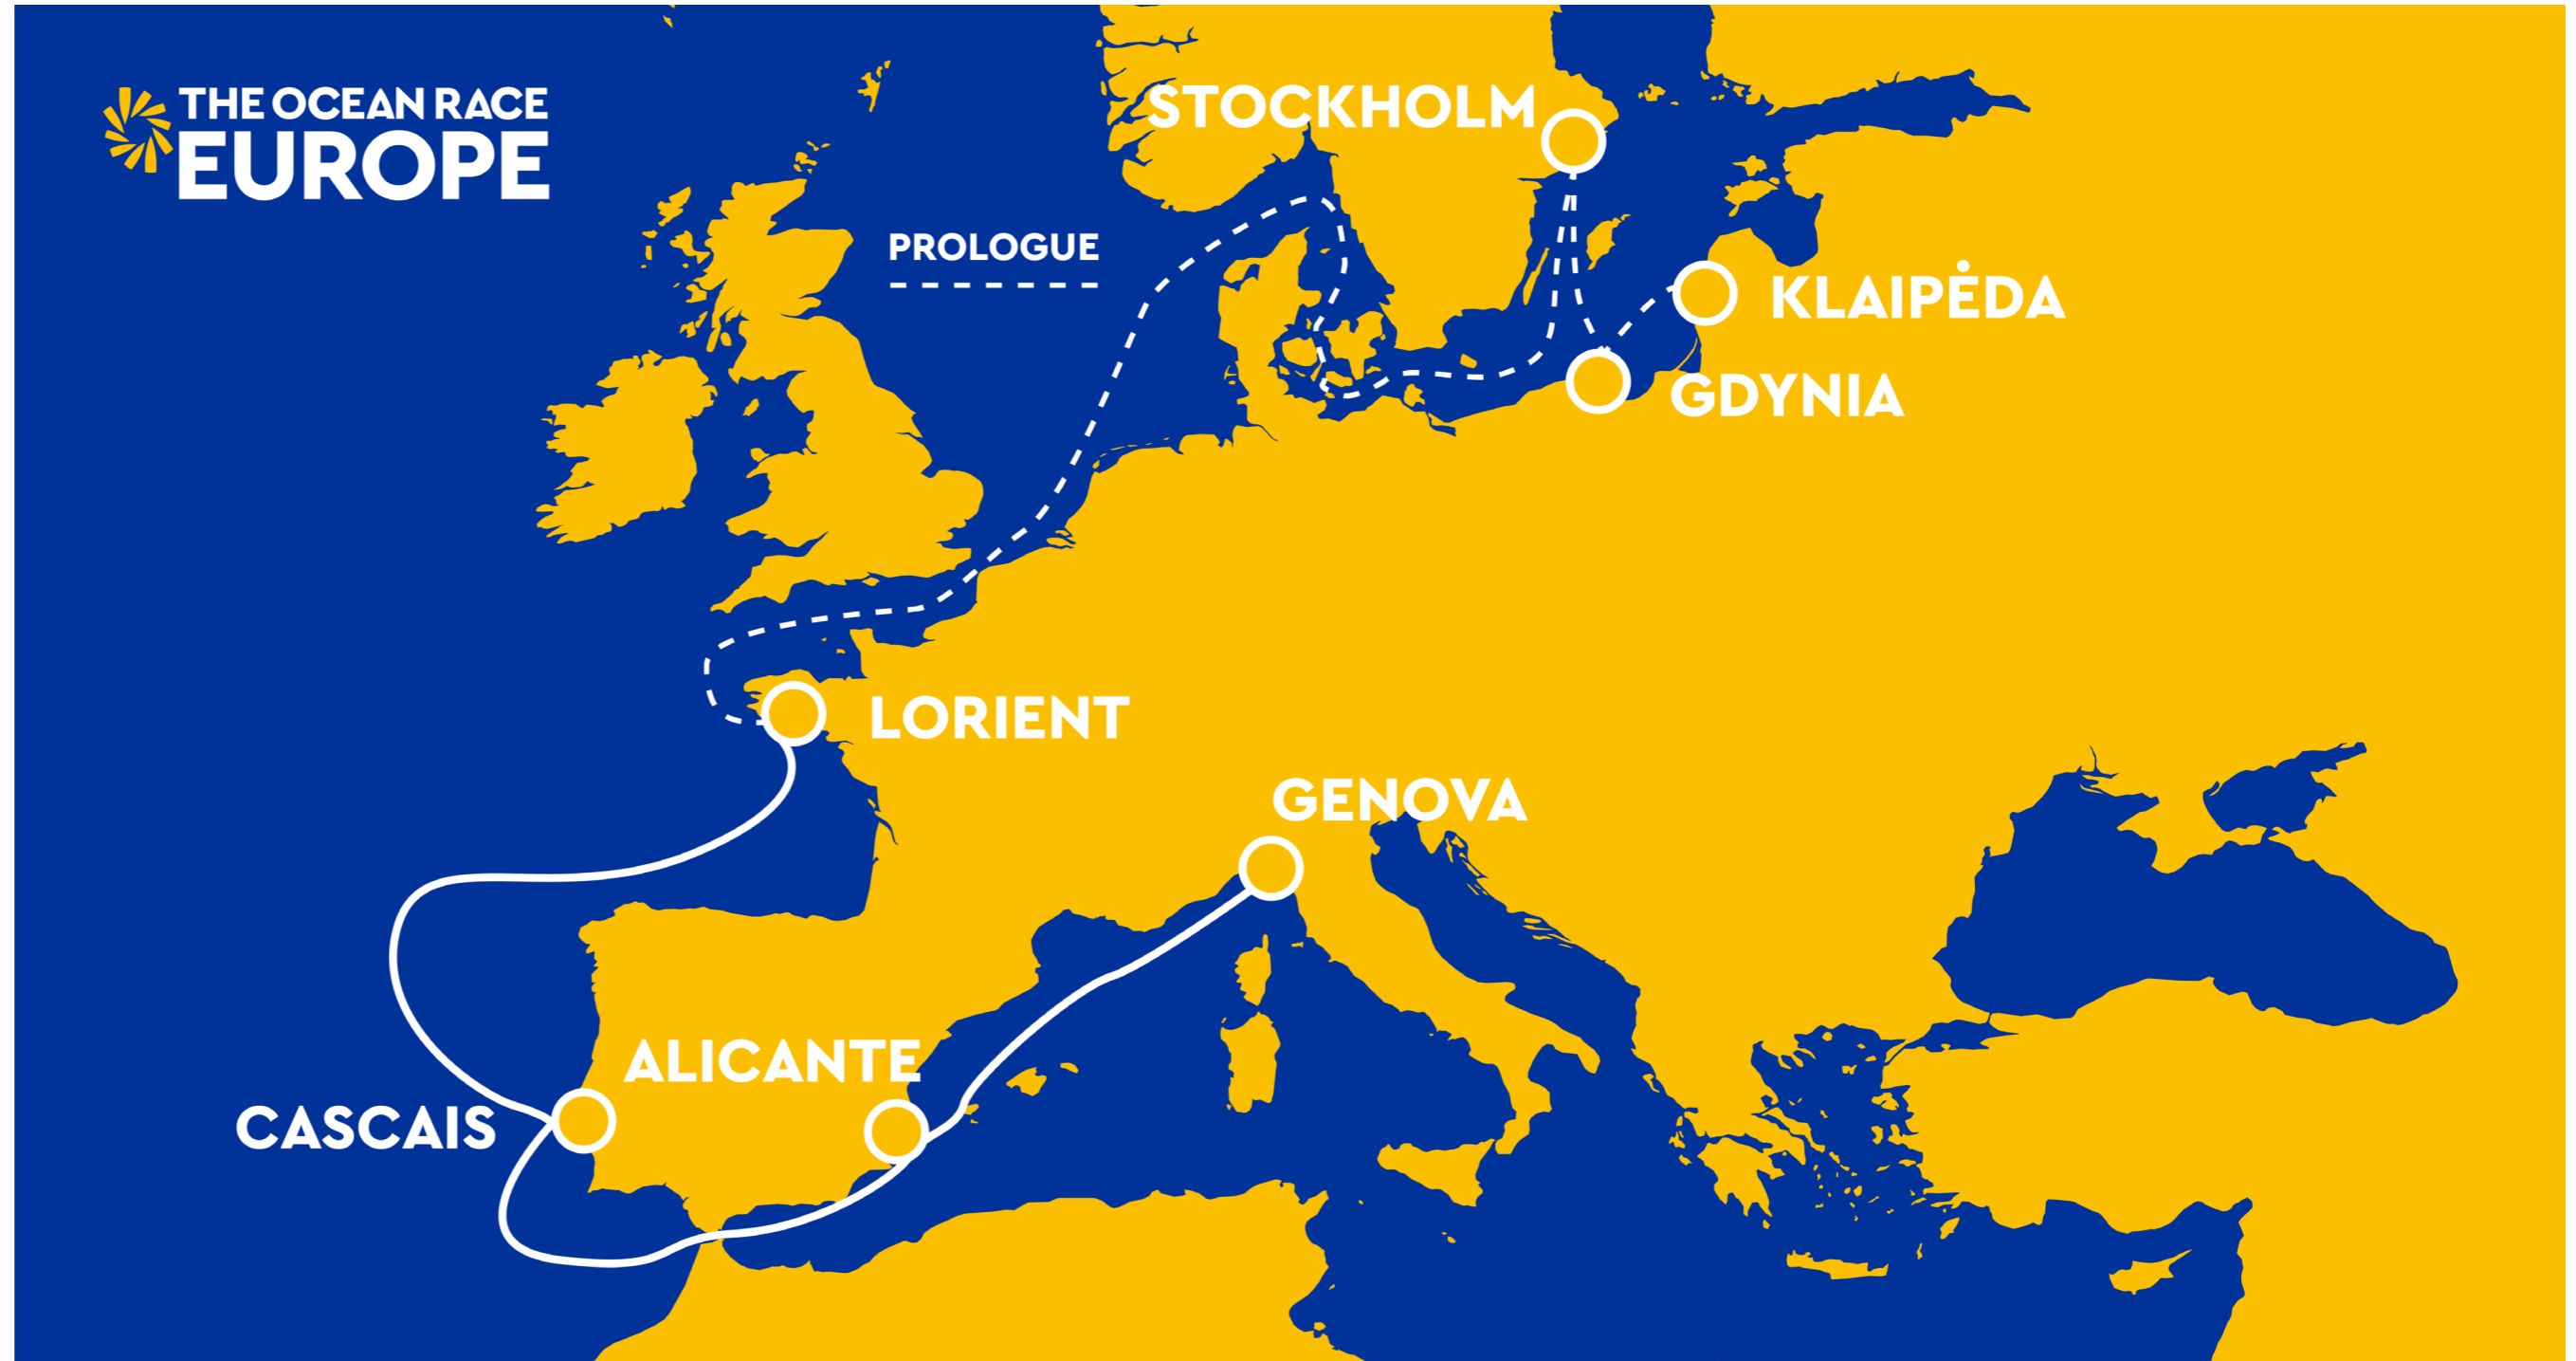 THE OCEAN RACE
EUROPE
STOCKHOLM
PROLOGUE
KLAIPĖDA
GDYNIA
LORIENT
GENOVA
ALICANTE
CASCAIS